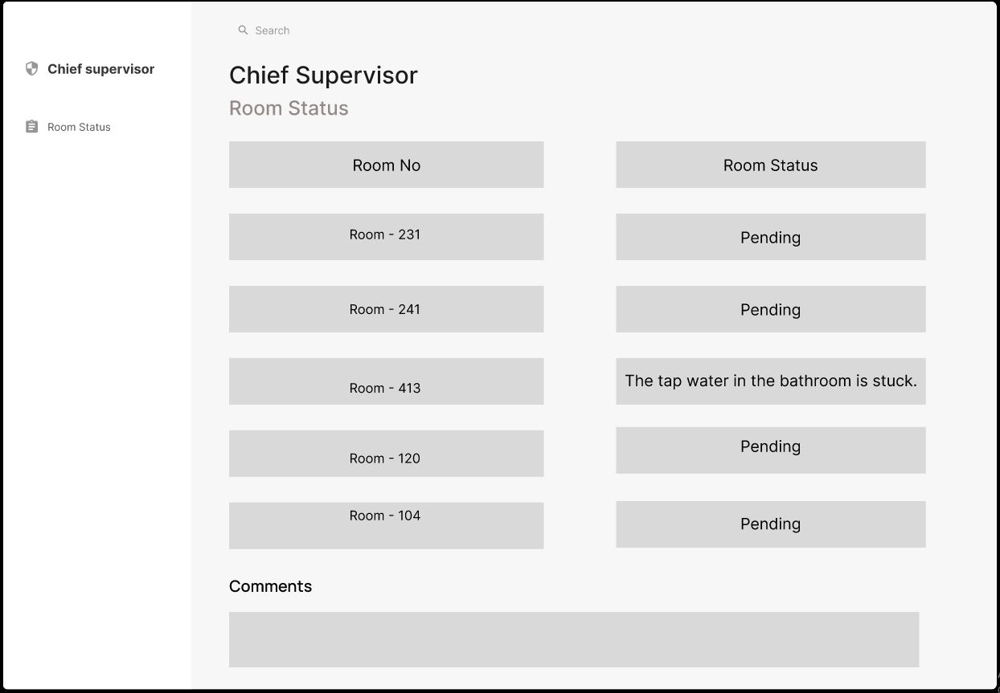 Search
Chief supervisor
Room Status
Chief Supervisor
Room Status
Room No
Room Status
Room - 231
Pending
Room - 241
Pending
Room - 413
The tap water in the bathroom is stuck.
Room - 120
Pending
Room - 104
Pending
Comments